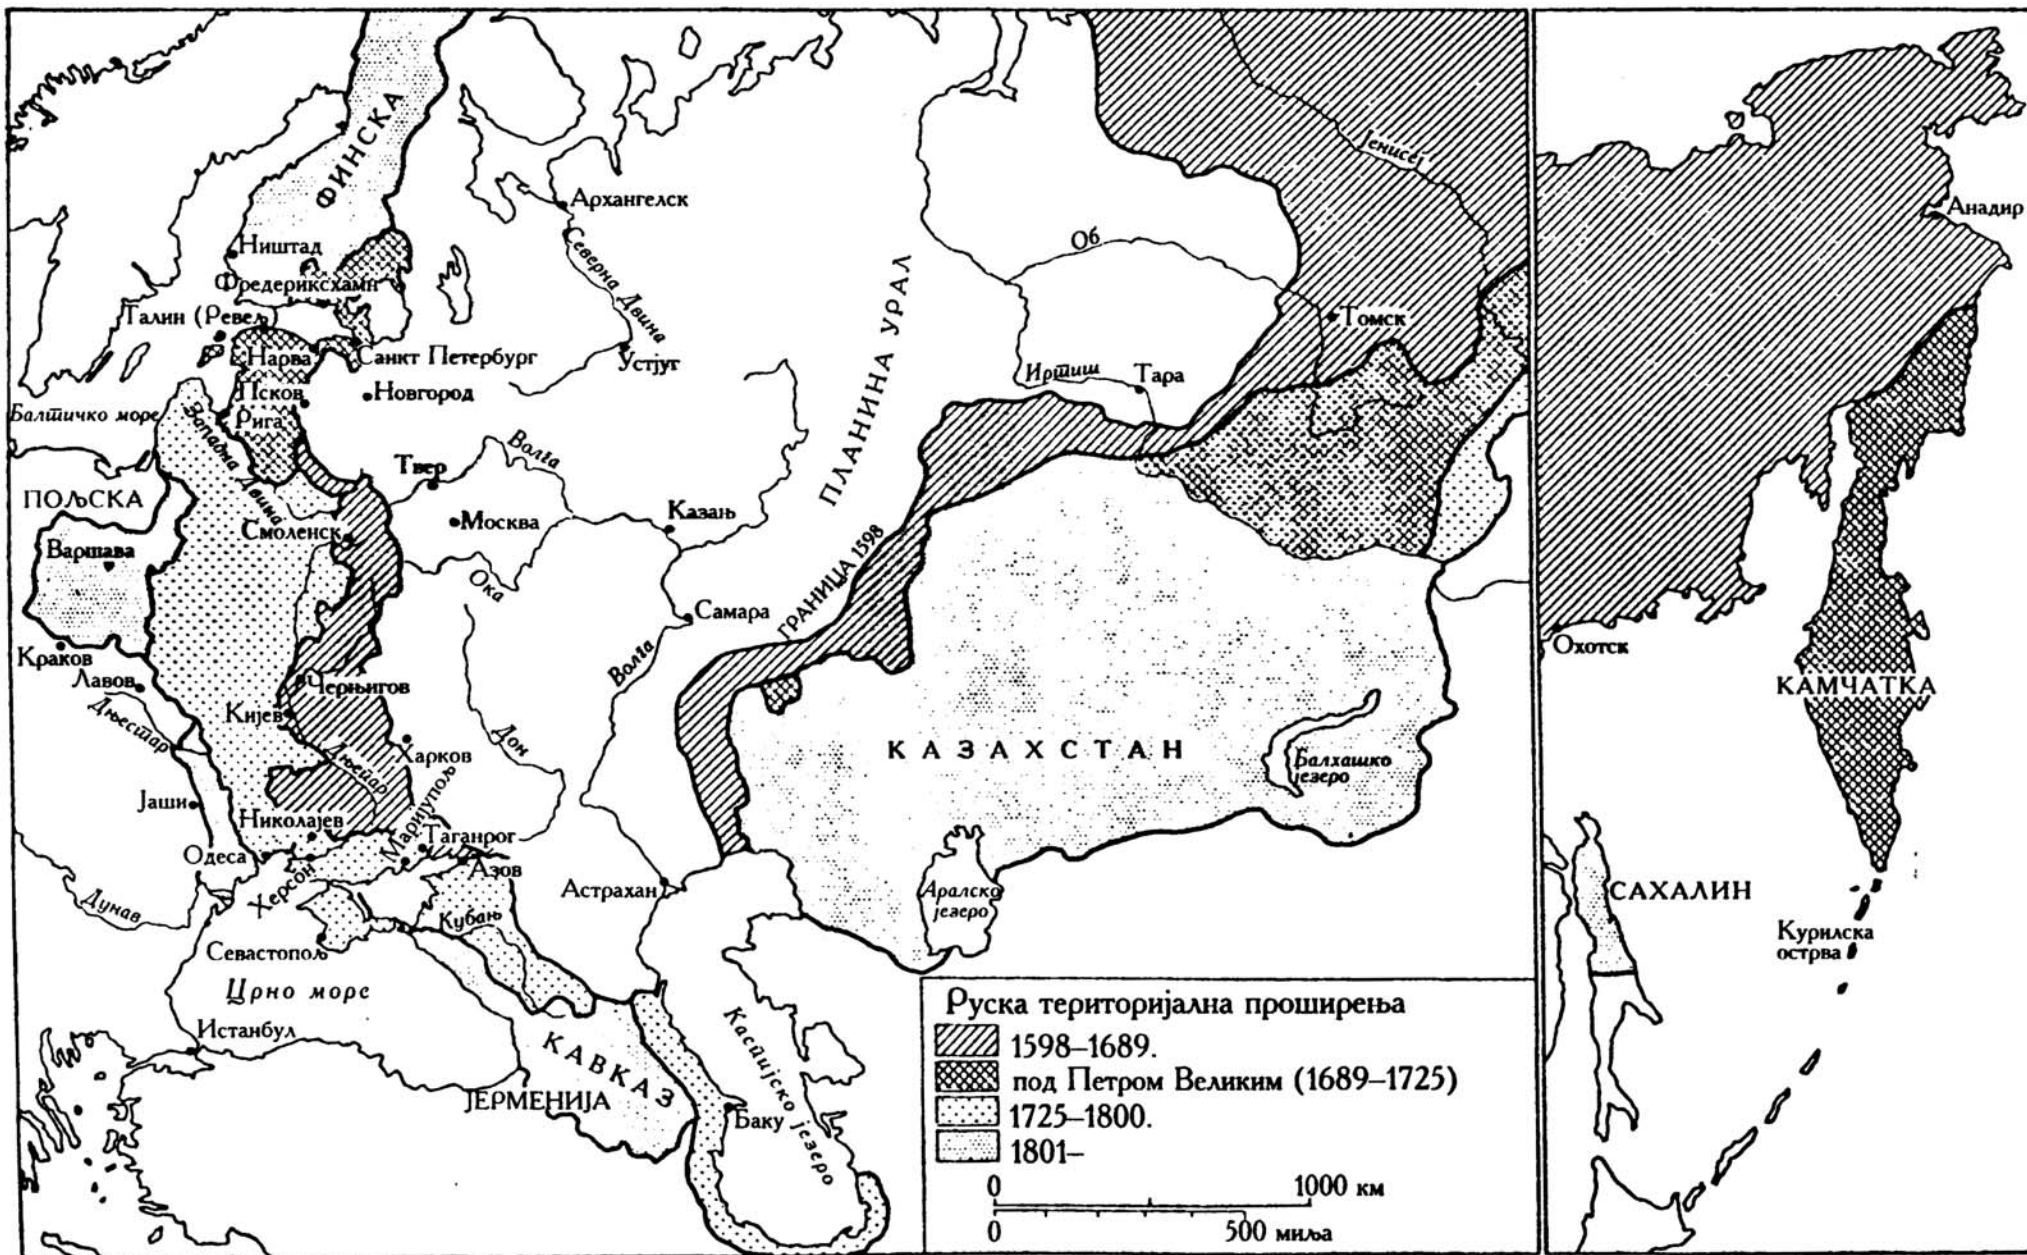 ФИНСКА
Ништад
Фредериксхамн
Талин (Ревел)
Нарва
Санкт Петербург
Псков
Новгород
Рига
Балтичко море
Западна Двина
Архангелск
Северна Двина
Устјуг
ПЛАНИНА УРАЛ
Об
Јенисеј
Томск
Иртиш
Тара
Твер
Волга
Москва
Казањ
Ока
Самара
Волга
ГРАНИЦА 1598
ПОЉСКА
Варшава
Смоленск
Краков
Лавов
Дњестар
Черњигов
Кијев
Харков
Дњепар
Дон
Јаши
Николајев
Маријупољ
Таганрог
Одеса
Херсон
Азов
Астрахан
Дунав
Кубањ
Севастопољ
Црно море
Истанбул
КАВКАЗ
ЈЕРМЕНИЈА
Баку
Каспијско језеро
КАЗАХСТАН
Балхашко
језеро
Аралско
језеро
Руска територијална проширења
1598–1689.
под Петром Великим (1689–1725)
1725–1800.
1801–
0 1000 км
0 500 миља
Анадир
Охотск
КАМЧАТКА
САХАЛИН
Курилска
острва